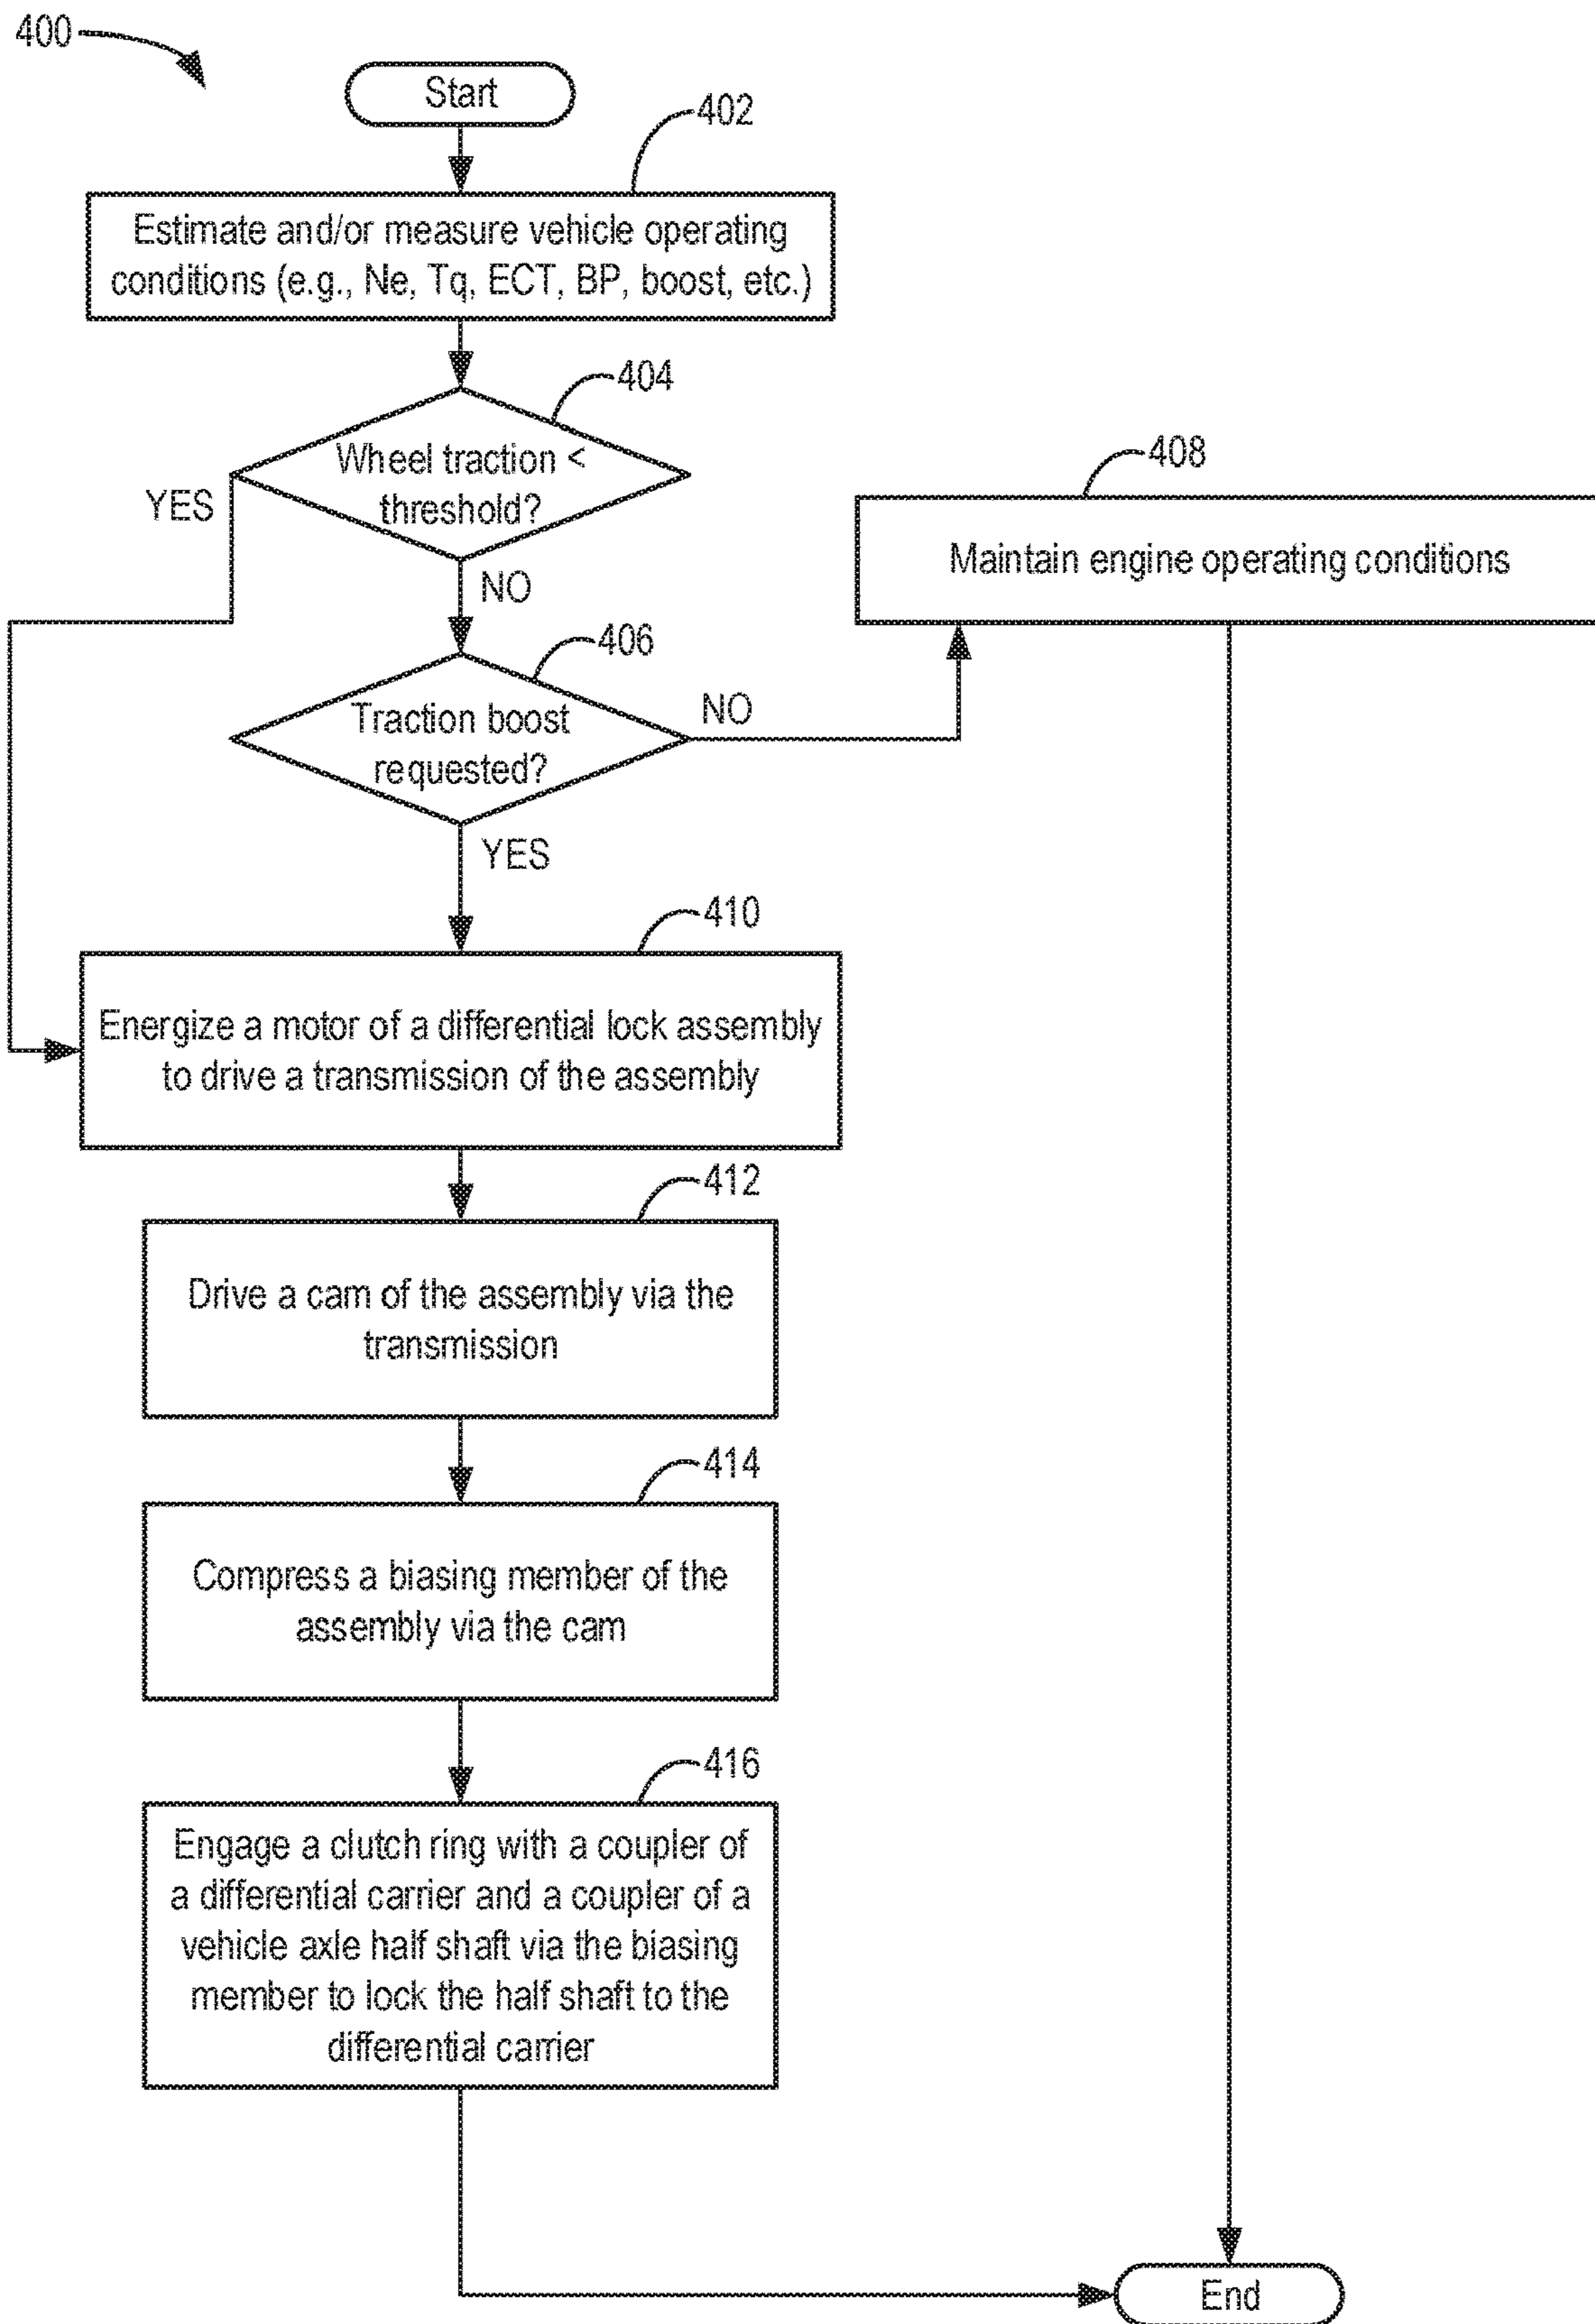 400
Start
402
Estimate and/or measure vehicle operating
conditions (e.g., Ne, Tq, ECT, BP, boost, etc.)
404
Wheel traction <
threshold?
YES
NO
408
Maintain engine operating conditions
406
Traction boost
requested?
NO
YES
410
Energize a motor of a differential lock assembly
to drive a transmission of the assembly
412
Drive a cam of the assembly via the
transmission
414
Compress a biasing member of the
assembly via the cam
416
Engage a clutch ring with a coupler of
a differential carrier and a coupler of a
vehicle axle half shaft via the biasing
member to lock the half shaft to the
differential carrier
End